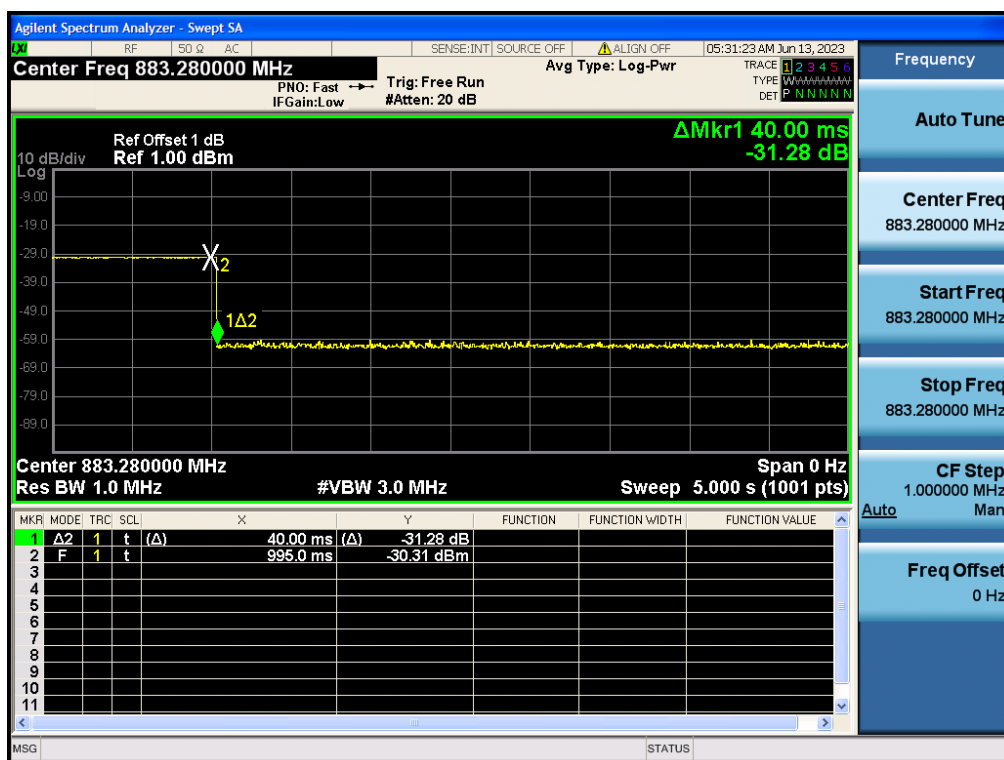 Agilent Spectrum Analyzer - Swept SA
LXI RF 50 Ω AC SENSE:INT SOURCE OFF ALIGN OFF 05:31:23 AM Jun 13, 2023
Center Freq 883.280000 MHz
PNO: Fast
IFGain:Low
Trig: Free Run
#Atten: 20 dB
Avg Type: Log-Pwr
TRACE 1 2 3 4 5 6
TYPE
DET P N N N N N
ΔMkr1 40.00 ms
-31.28 dB
Ref Offset 1 dB
10 dB/div Ref 1.00 dBm
Log
-9.00
-19.0
-29.0
-39.0
-49.0
-59.0
-69.0
-79.0
-89.0
2
1Δ2
Center 883.280000 MHz Span 0 Hz
Res BW 1.0 MHz #VBW 3.0 MHz Sweep 5.000 s (1001 pts)
MKR MODE TRC SCL X Y FUNCTION FUNCTION WIDTH FUNCTION VALUE
1 Δ2 1 t (Δ) 40.00 ms (Δ) -31.28 dB
2 F 1 t 995.0 ms -30.31 dBm
3
4
5
6
7
8
9
10
11
MSG STATUS
Frequency
Auto Tune
Center Freq
883.280000 MHz
Start Freq
883.280000 MHz
Stop Freq
883.280000 MHz
CF Step
1.000000 MHz
Auto Man
Freq Offset
0 Hz